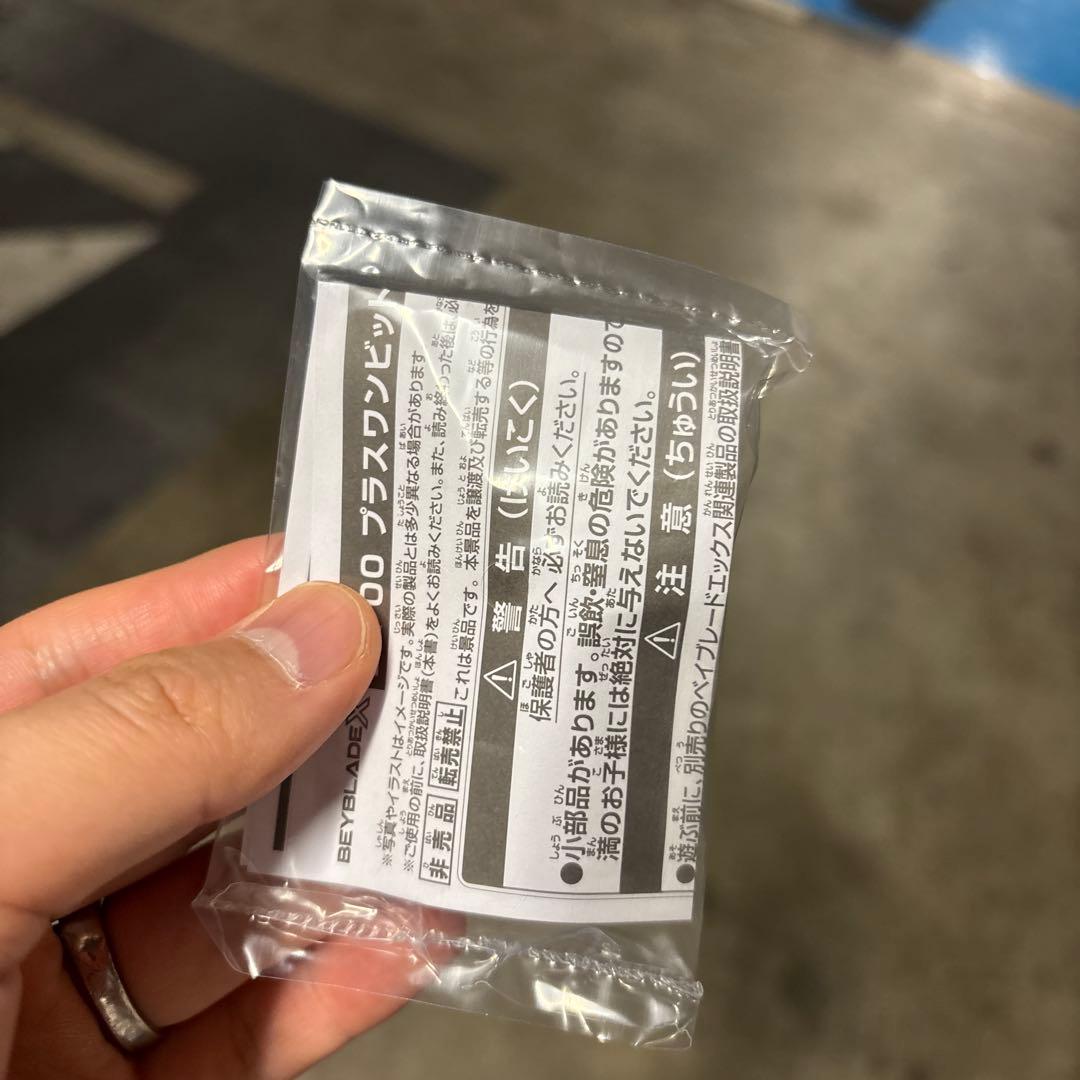 BEYBLADE X
00 プラスワンビット
※写真やイラストはイメージです。実際の製品とは多少異なる場合があります
※ご使用の前に、取扱説明書(本書)をよくお読みください。また、読み終わった後は必
非売品 転売禁止 これは景品です。本景品を譲渡及び転売する等の行為を
⚠ 警告 (けいこく)
保護者の方へ 必ずお読みください。
●小部品があります。誤飲・窒息の危険がありますので
満のお子様には絶対に与えないでください。
⚠ 注意 (ちゅうい)
●遊ぶ前に、別売りのベイブレードエックス関連製品の取扱説明書